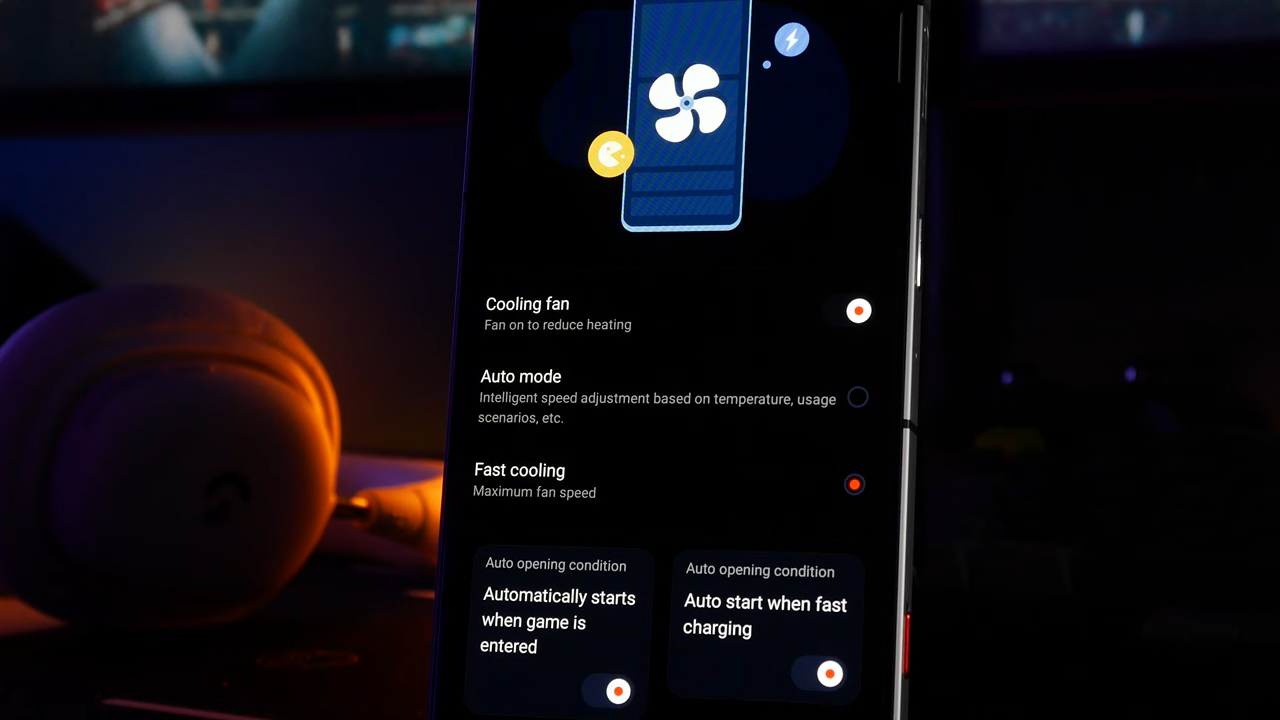 Cooling fan
Fan on to reduce heating
Auto mode
Intelligent speed adjustment based on temperature, usage
scenarios, etc.
Fast cooling
Maximum fan speed
Auto opening condition
Automatically starts
when game is
entered
Auto opening condition
Auto start when fast
charging